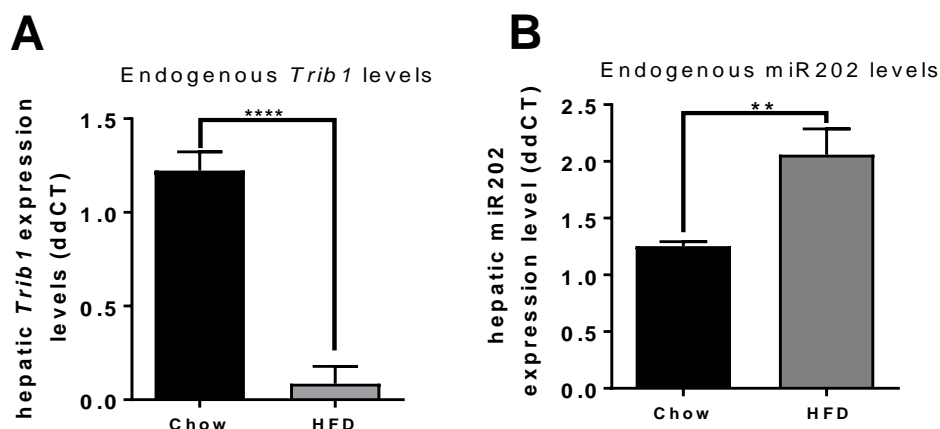 A
Endogenous Trib1 levels
hepatic Trib1 expression
levels (ddCT)
1.5
1.0
0.5
0.0
****
Chow
HFD
B
Endogenous miR202 levels
hepatic miR202
expression level (ddCT)
2.5
2.0
1.5
1.0
0.5
0.0
**
Chow
HFD